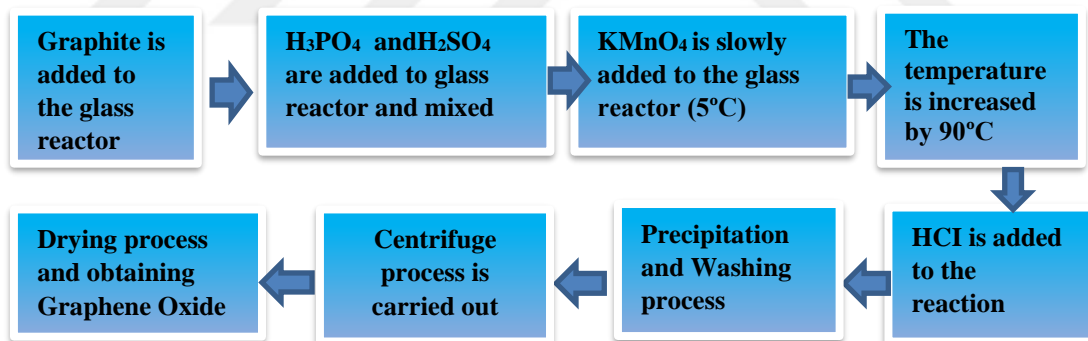 Graphite is
added to
the glass
reactor
H₃PO₄ andH₂SO₄
are added to glass
reactor and mixed
KMnO₄ is slowly
added to the glass
reactor (5ºC)
The
temperature
is increased
by 90ºC
HCI is added
to the
reaction
Precipitation
and Washing
process
Centrifuge
process is
carried out
Drying process
and obtaining
Graphene Oxide